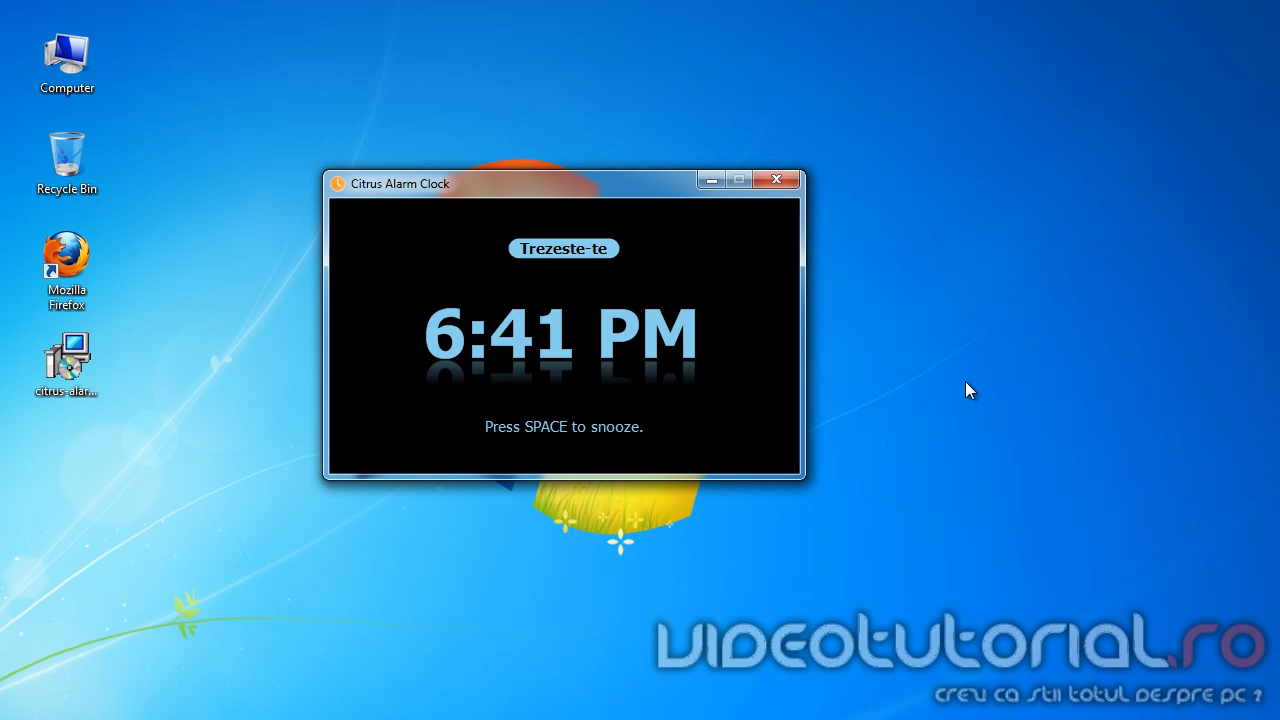 Computer
Recycle Bin
Mozilla
Firefox
citrus-alar...
Citrus Alarm Clock
Trezeste-te
6:41 PM
Press SPACE to snooze.
VIDEOTUTORIAL.RO
crezi ca stii totul despre pc ?